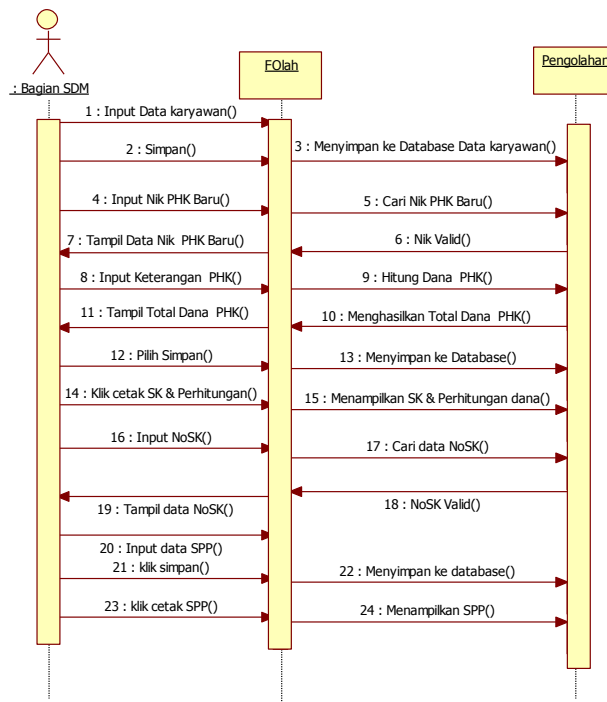 : Bagian SDM
FOlah
Pengolahan
1 : Input Data karyawan()
2 : Simpan()
3 : Menyimpan ke Database Data karyawan()
4 : Input Nik PHK Baru()
5 : Cari Nik PHK Baru()
6 : Nik Valid()
7 : Tampil Data Nik PHK Baru()
8 : Input Keterangan PHK()
9 : Hitung Dana PHK()
10 : Menghasilkan Total Dana PHK()
11 : Tampil Total Dana PHK()
12 : Pilih Simpan()
13 : Menyimpan ke Database()
14 : Klik cetak SK & Perhitungan()
15 : Menampilkan SK & Perhitungan dana()
16 : Input NoSK()
17 : Cari data NoSK()
18 : NoSK Valid()
19 : Tampil data NoSK()
20 : Input data SPP()
21 : klik simpan()
22 : Menyimpan ke database()
23 : klik cetak SPP()
24 : Menampilkan SPP()